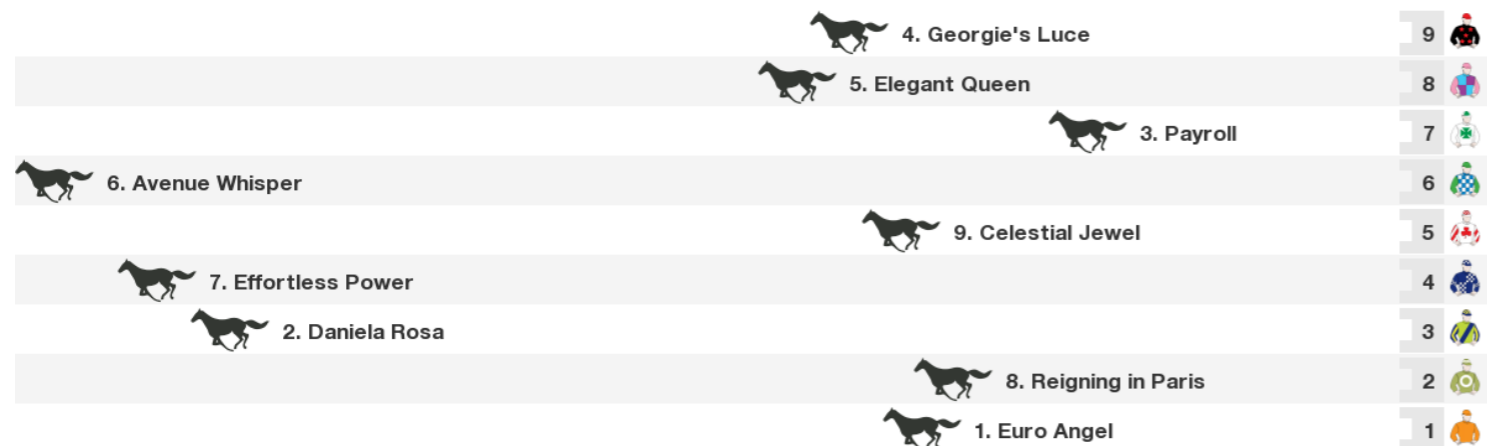 4. Georgie's Luce 9
5. Elegant Queen 8
3. Payroll 7
6. Avenue Whisper 6
9. Celestial Jewel 5
7. Effortless Power 4
2. Daniela Rosa 3
8. Reigning in Paris 2
1. Euro Angel 1